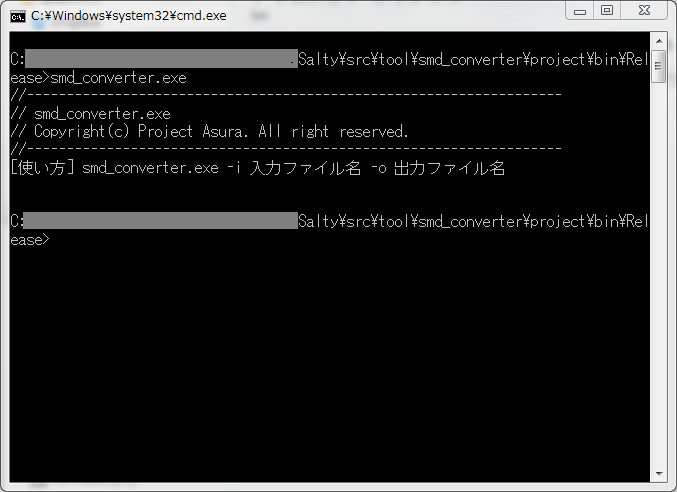 C:¥Windows¥system32¥cmd.exe
C: .Salty¥src¥tool¥smd_converter¥project¥bin¥Rel
ease>smd_converter.exe
//------------------------------------------------------------------
// smd_converter.exe
// Copyright(c) Project Asura. All right reserved.
//------------------------------------------------------------------
[使い方] smd_converter.exe -i 入力ファイル名 -o 出力ファイル名
C: Salty¥src¥tool¥smd_converter¥project¥bin¥Rel
ease>